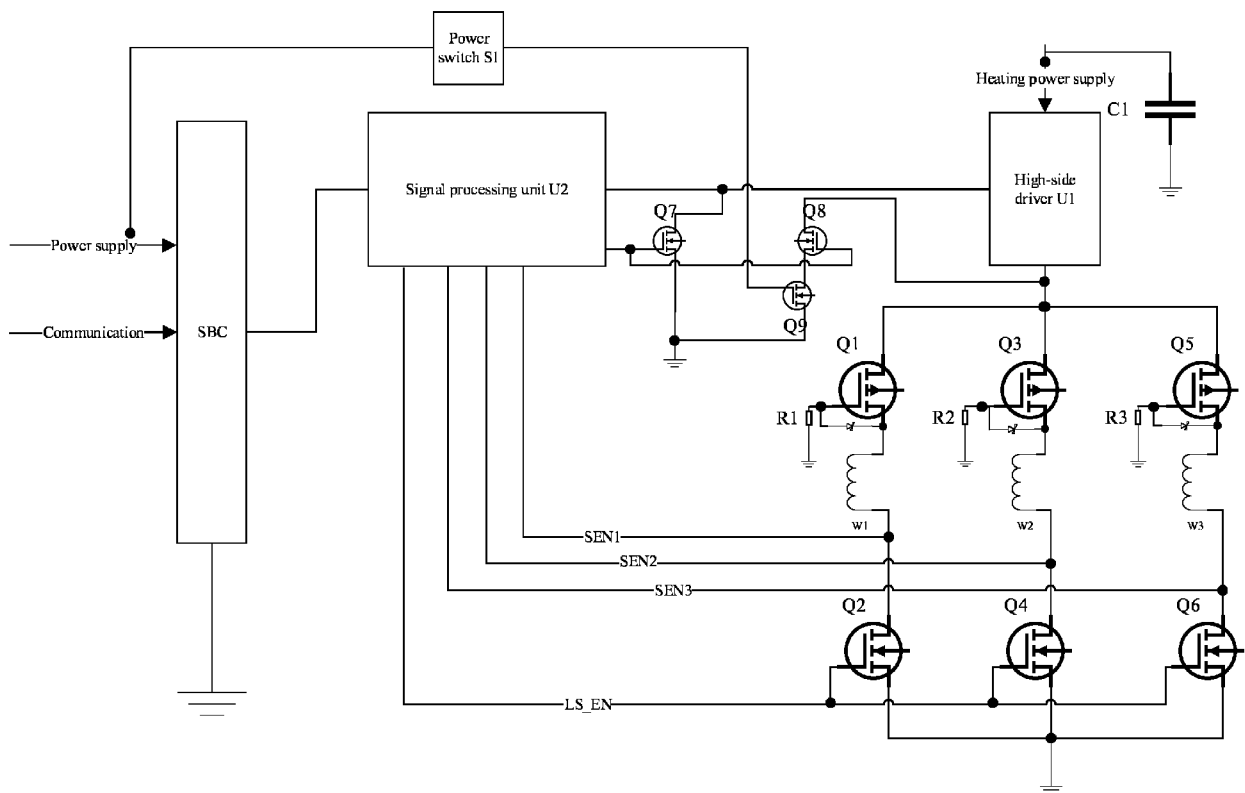 Power
switch S1
Heating power supply
C1
Signal processing unit U2
High-side
driver U1
Q7
Q8
Power supply
Q9
Communication
SBC
Q1
Q3
Q5
R1
R2
R3
W1
W2
W3
SEN1
SEN2
SEN3
Q2
Q4
Q6
LS_EN